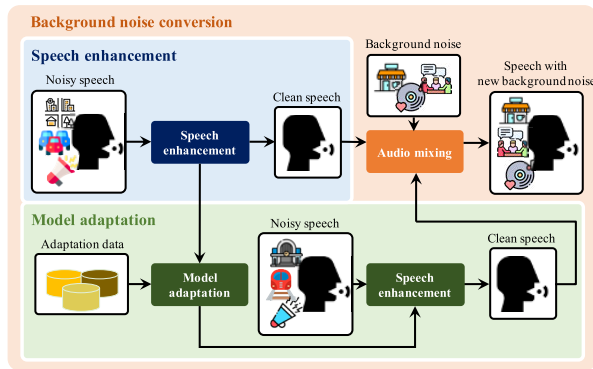 Background noise conversion
Speech enhancement
Noisy speech
Speech
enhancement
Clean speech
Background noise
Audio mixing
Speech with
new background noise
Model adaptation
Adaptation data
Model
adaptation
Noisy speech
Speech
enhancement
Clean speech